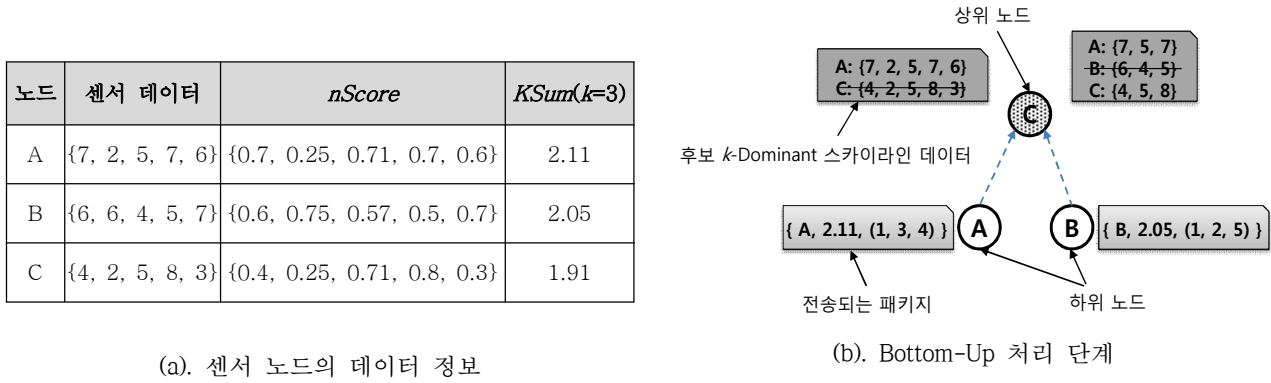 노드 센서 데이터 nScore KSum(k=3)
A {7, 2, 5, 7, 6} {0.7, 0.25, 0.71, 0.7, 0.6} 2.11
B {6, 6, 4, 5, 7} {0.6, 0.75, 0.57, 0.5, 0.7} 2.05
C {4, 2, 5, 8, 3} {0.4, 0.25, 0.71, 0.8, 0.3} 1.91
(a). 센서 노드의 데이터 정보
상위 노드
A: {7, 2, 5, 7, 6}
C: {4, 2, 5, 8, 3}
A: {7, 5, 7}
B: {6, 4, 5}
C: {4, 5, 8}
C
후보 k-Dominant 스카이라인 데이터
{ A, 2.11, (1, 3, 4) }
A
B
{ B, 2.05, (1, 2, 5) }
전송되는 패키지
하위 노드
(b). Bottom-Up 처리 단계